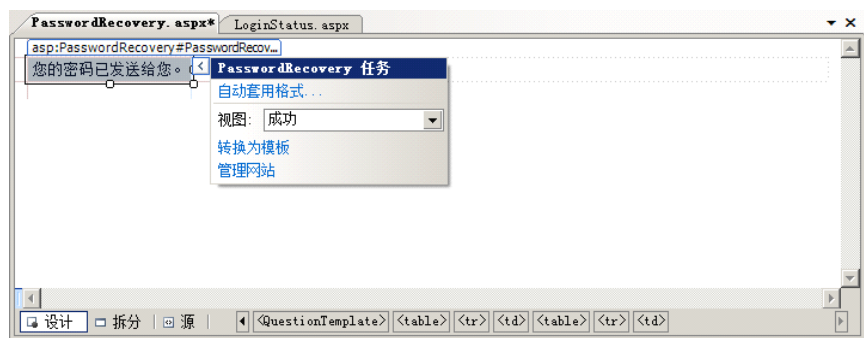 PasswordRecovery.aspx* LoginStatus.aspx
asp:PasswordRecovery#PasswordRecov...
您的密码已发送给您。 PasswordRecovery 任务
自动套用格式...
视图: 成功
转换为模板
管理网站
设计 拆分 源 <QuestionTemplate> <table> <tr> <td> <table> <tr> <td>